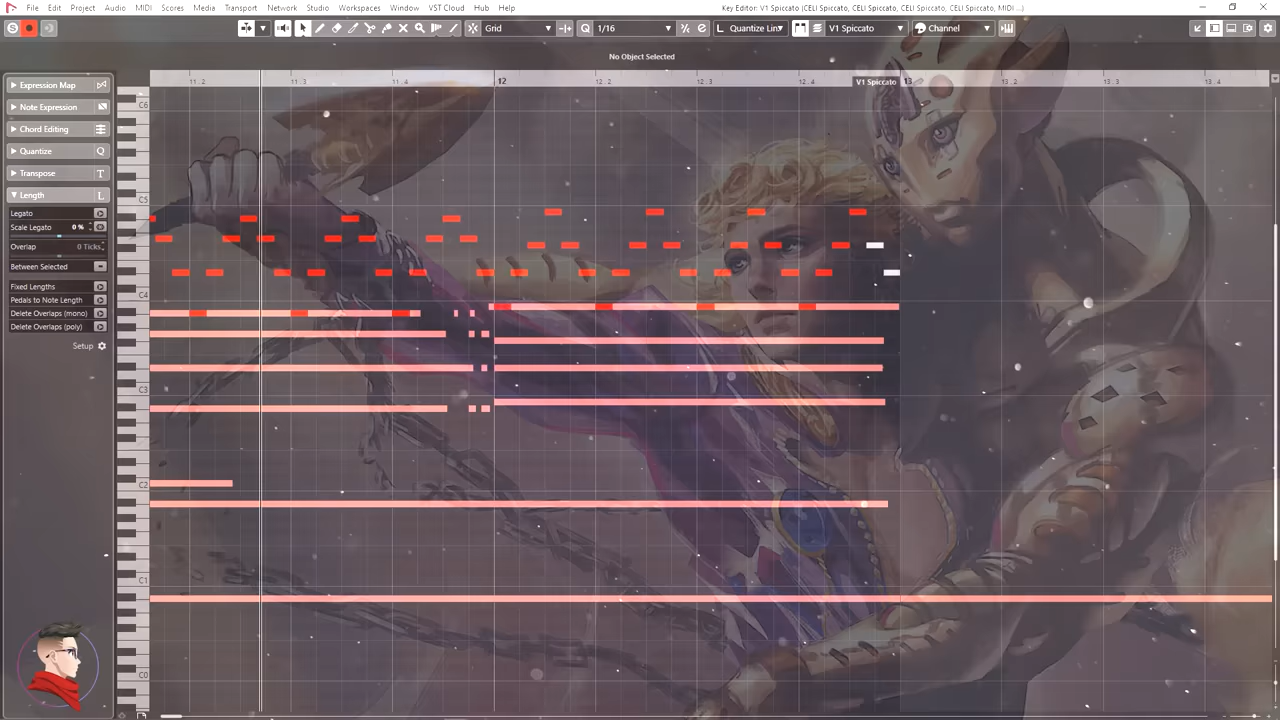 File Edit Project Audio MIDI Scores Media Transport Network Studio Workspaces Window VST Cloud Hub Help
Key Editor: V1 Spiccato (CELI Spiccato, CELI Spiccato, CELI Spiccato, CELI Spiccato, MIDI ...)
Grid 1/16 Quantize Lin V1 Spiccato Channel
No Object Selected
11.2 11.3 11.4 12 12.2 12.3 12.4 V1 Spiccato 13 13.2 13.3 13.4
Expression Map
Note Expression
Chord Editing
Quantize Q
Transpose T
Length L
Legato
Scale Legato 0 %
Overlap 0 Ticks
Between Selected
Fixed Lengths
Pedals to Note Length
Delete Overlaps (mono)
Delete Overlaps (poly)
Setup
C6
C5
C4
C3
C2
C1
C0